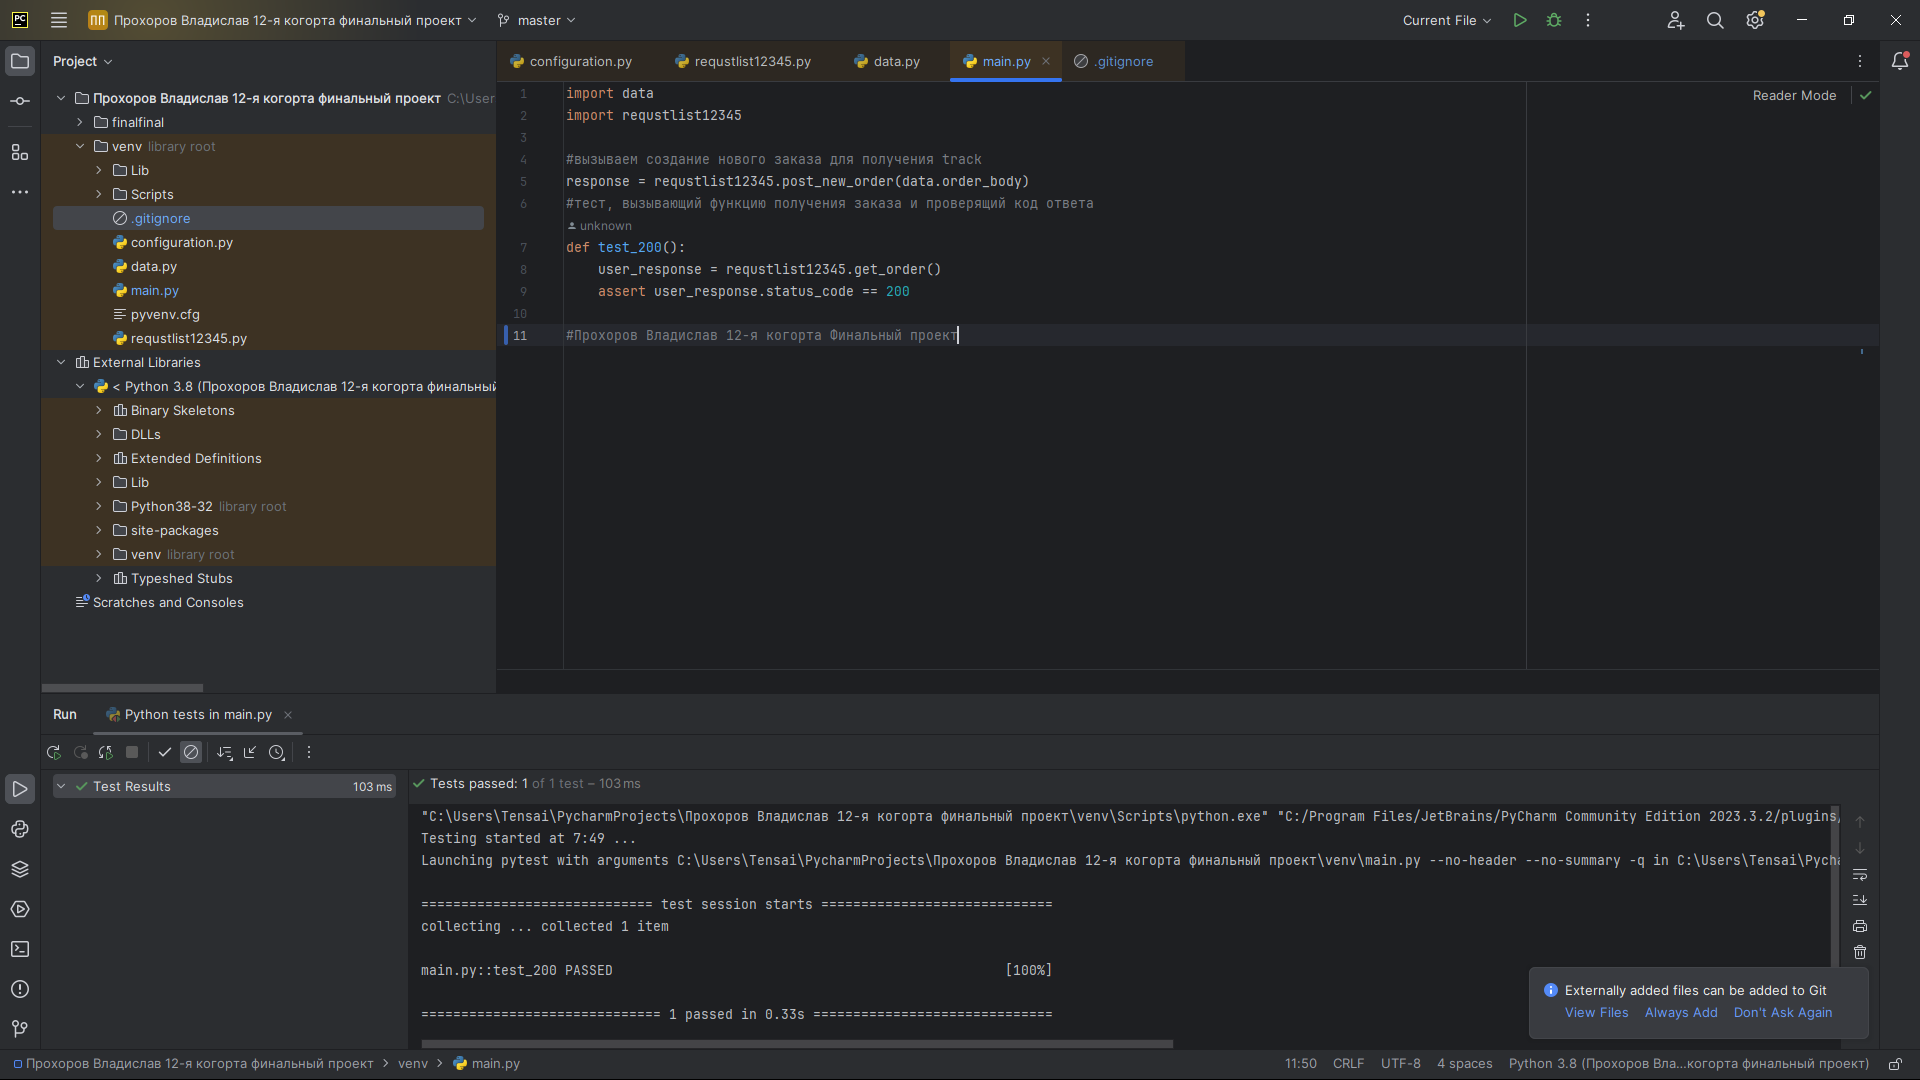 PC
ПП Прохоров Владислав 12-я когорта финальный проект master Current File
Project
configuration.py requstlist12345.py data.py main.py .gitignore
Прохоров Владислав 12-я когорта финальный проект C:\User
finalfinal
venv library root
Lib
Scripts
.gitignore
configuration.py
data.py
main.py
pyvenv.cfg
requstlist12345.py
External Libraries
< Python 3.8 (Прохоров Владислав 12-я когорта финальный
Binary Skeletons
DLLs
Extended Definitions
Lib
Python38-32 library root
site-packages
venv library root
Typeshed Stubs
Scratches and Consoles
Reader Mode
1 import data
2 import requstlist12345
3
4 #вызываем создание нового заказа для получения track
5 response = requstlist12345.post_new_order(data.order_body)
6 #тест, вызывающий функцию получения заказа и проверящий код ответа
unknown
7 def test_200():
8 user_response = requstlist12345.get_order()
9 assert user_response.status_code == 200
10
11 #Прохоров Владислав 12-я когорта Финальный проект
Run Python tests in main.py
Test Results 103 ms
Tests passed: 1 of 1 test – 103 ms
"C:\Users\Tensai\PycharmProjects\Прохоров Владислав 12-я когорта финальный проект\venv\Scripts\python.exe" "C:/Program Files/JetBrains/PyCharm Community Edition 2023.3.2/plugins/
Testing started at 7:49 ...
Launching pytest with arguments C:\Users\Tensai\PycharmProjects\Прохоров Владислав 12-я когорта финальный проект\venv\main.py --no-header --no-summary -q in C:\Users\Tensai\Pycha
============================= test session starts =============================
collecting ... collected 1 item
main.py::test_200 PASSED [100%]
============================== 1 passed in 0.33s ==============================
Externally added files can be added to Git
View Files Always Add Don't Ask Again
Прохоров Владислав 12-я когорта финальный проект > venv > main.py 11:50 CRLF UTF-8 4 spaces Python 3.8 (Прохоров Вла...когорта финальный проект)